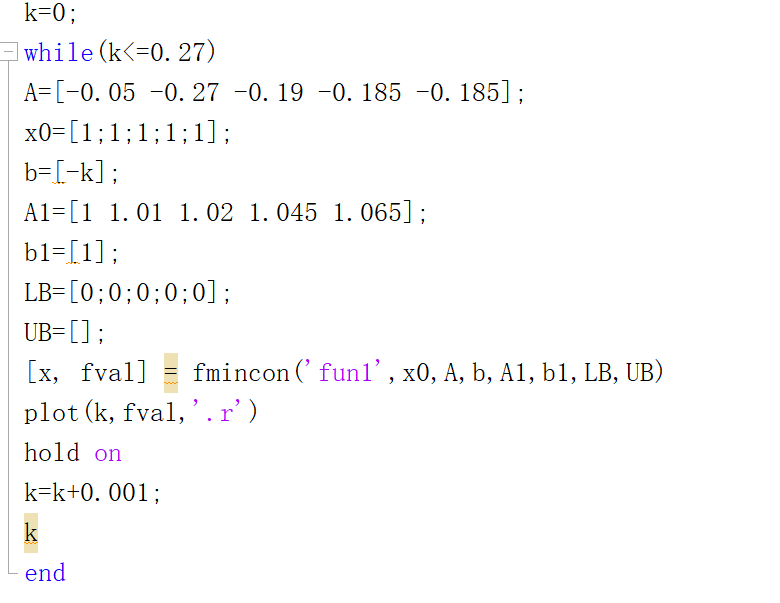 k=0;
while(k<=0.27)
A=[-0.05 -0.27 -0.19 -0.185 -0.185];
x0=[1;1;1;1;1];
b=[-k];
A1=[1 1.01 1.02 1.045 1.065];
b1=[1];
LB=[0;0;0;0;0];
UB=[];
[x, fval] = fmincon('fun1',x0,A,b,A1,b1,LB,UB)
plot(k,fval,'.r')
hold on
k=k+0.001;
k
end